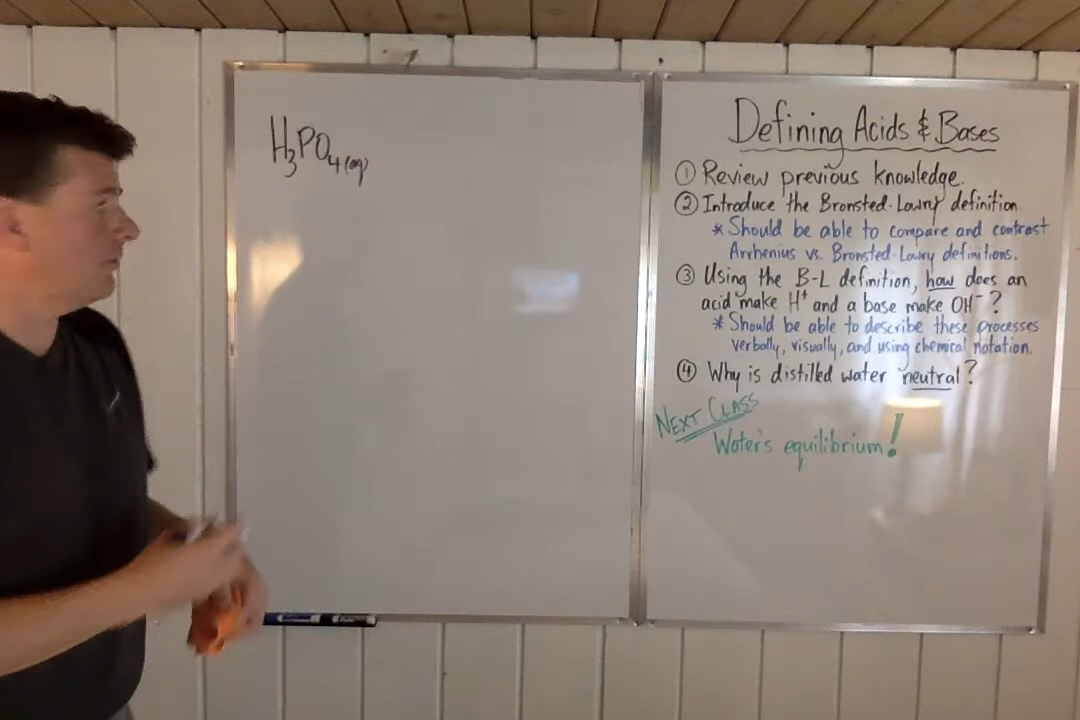 H₃PO₄(aq)
Defining Acids & Bases
① Review previous knowledge.
② Introduce the Bronsted-Lowry definition
* Should be able to compare and contrast
Arrhenius vs. Bronsted-Lowry definitions.
③ Using the B-L definition, how does an
acid make H⁺ and a base make OH⁻?
* Should be able to describe these processes
verbally, visually, and using chemical notation.
④ Why is distilled water neutral?
NEXT CLASS
Water's equilibrium!